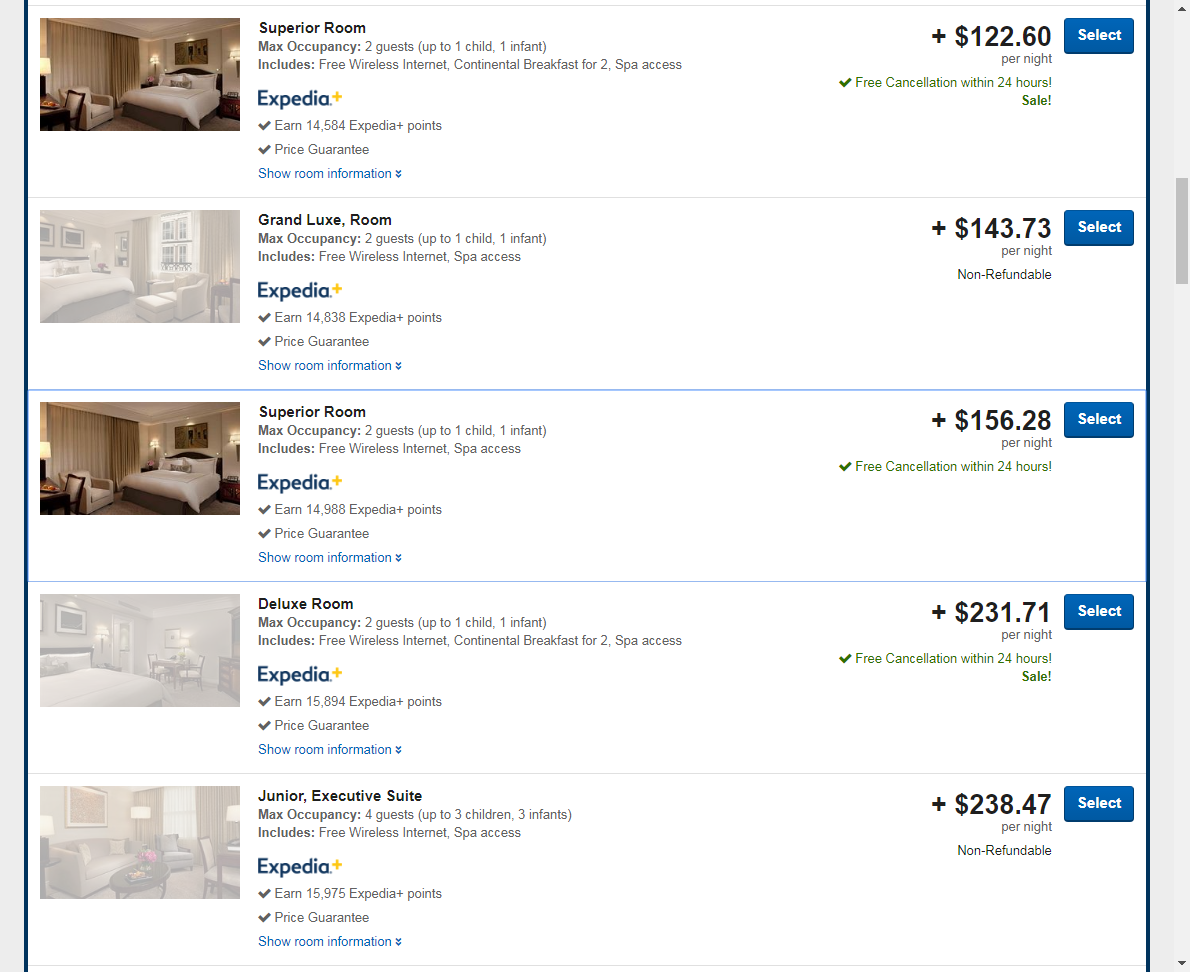 Superior Room
Max Occupancy: 2 guests (up to 1 child, 1 infant)
Includes: Free Wireless Internet, Continental Breakfast for 2, Spa access
Expedia+
Earn 14,584 Expedia+ points
Price Guarantee
Show room information
+ $122.60
per night
Free Cancellation within 24 hours!
Sale!
Select
Grand Luxe, Room
Max Occupancy: 2 guests (up to 1 child, 1 infant)
Includes: Free Wireless Internet, Spa access
Expedia+
Earn 14,838 Expedia+ points
Price Guarantee
Show room information
+ $143.73
per night
Non-Refundable
Select
Superior Room
Max Occupancy: 2 guests (up to 1 child, 1 infant)
Includes: Free Wireless Internet, Spa access
Expedia+
Earn 14,988 Expedia+ points
Price Guarantee
Show room information
+ $156.28
per night
Free Cancellation within 24 hours!
Select
Deluxe Room
Max Occupancy: 2 guests (up to 1 child, 1 infant)
Includes: Free Wireless Internet, Continental Breakfast for 2, Spa access
Expedia+
Earn 15,894 Expedia+ points
Price Guarantee
Show room information
+ $231.71
per night
Free Cancellation within 24 hours!
Sale!
Select
Junior, Executive Suite
Max Occupancy: 4 guests (up to 3 children, 3 infants)
Includes: Free Wireless Internet, Spa access
Expedia+
Earn 15,975 Expedia+ points
Price Guarantee
Show room information
+ $238.47
per night
Non-Refundable
Select